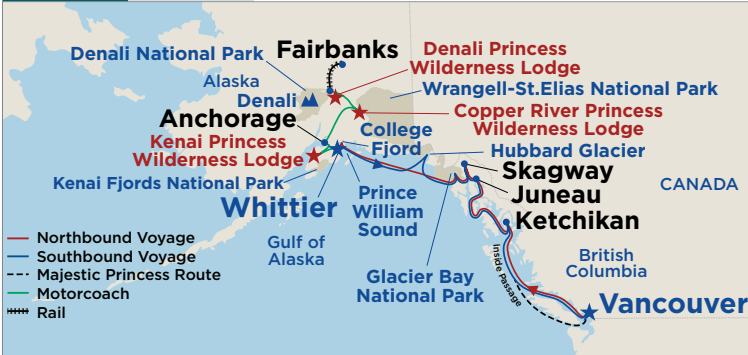 Fairbanks
Denali National Park
Denali Princess
Wilderness Lodge
Alaska
Wrangell-St.Elias National Park
Denali
Copper River Princess
Wilderness Lodge
Anchorage
College
Fjord
Kenai Princess
Wilderness Lodge
Hubbard Glacier
Skagway
Kenai Fjords National Park
Juneau
CANADA
Whittier
Prince
William
Sound
Ketchikan
Northbound Voyage
Southbound Voyage
Majestic Princess Route
Motorcoach
Rail
Gulf of
Alaska
Glacier Bay
National Park
Inside Passage
British
Columbia
Vancouver